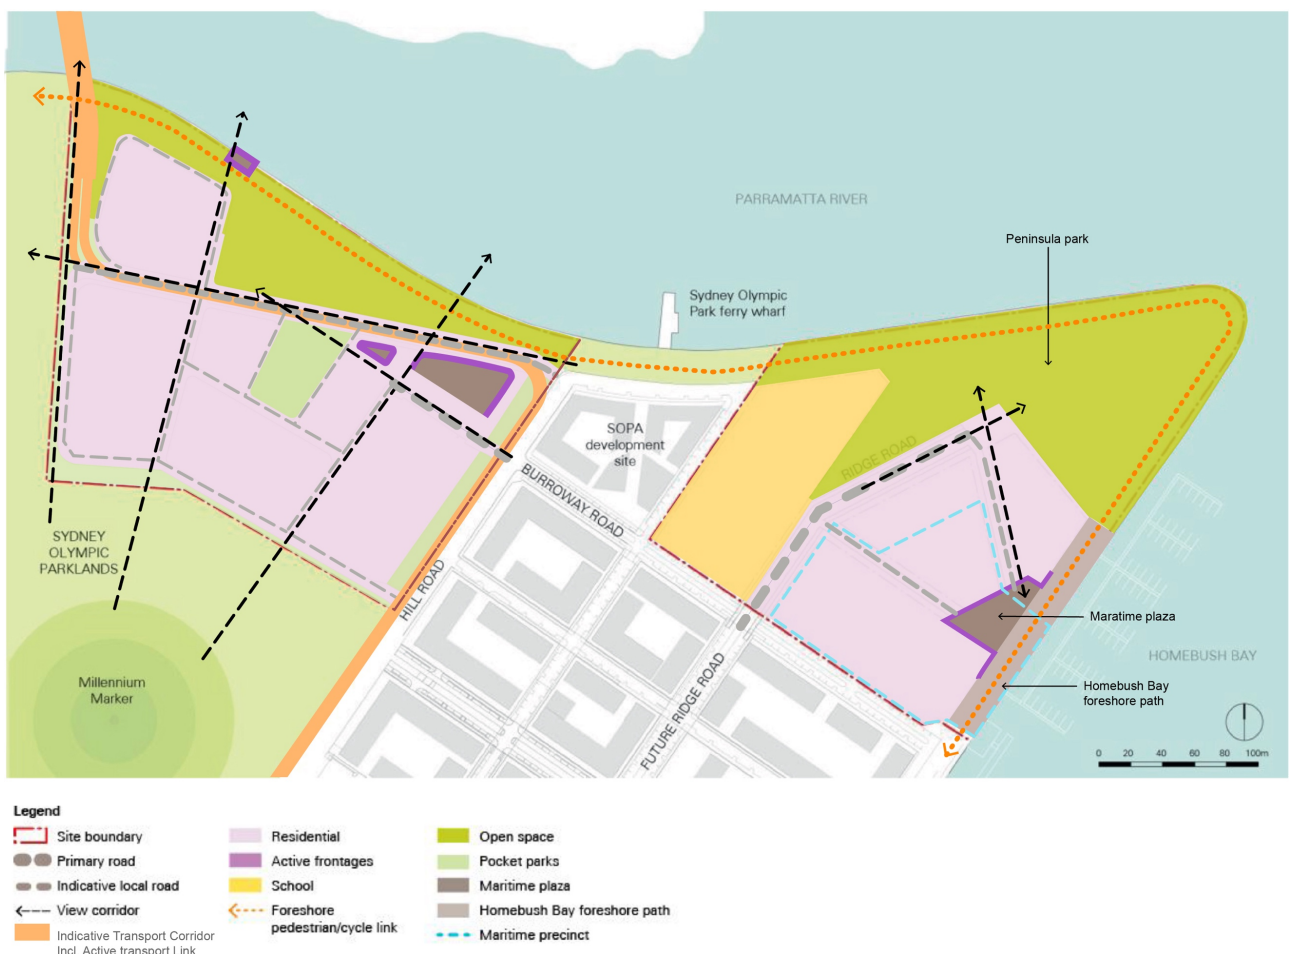 PARRAMATTA RIVER
Peninsula park
Sydney Olympic
Park ferry wharf
SOPA
development
site
RIDGE ROAD
BURROWAY ROAD
SYDNEY
OLYMPIC
PARKLANDS
HILL ROAD
Maratime plaza
HOMEBUSH BAY
Millennium
Marker
Homebush Bay
foreshore path
FUTURE RIDGE ROAD
0 20 40 60 80 100m
Legend
Site boundary
Primary road
Indicative local road
View corridor
Indicative Transport Corridor
Incl. Active transport Link
Residential
Active frontages
School
Foreshore
pedestrian/cycle link
Open space
Pocket parks
Maritime plaza
Homebush Bay foreshore path
Maritime precinct